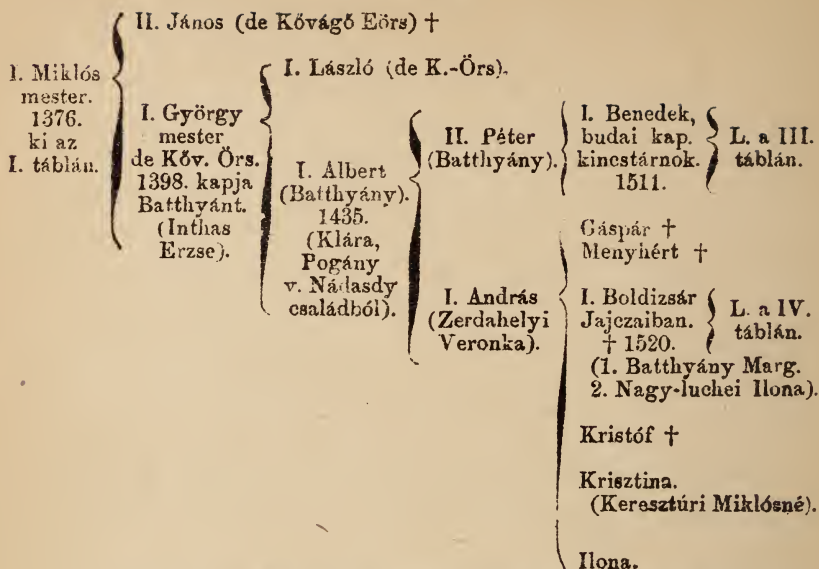 I. Miklós
mester.
1376.
ki az
I. táblán.
II. János (de Kővágő Eörs) †
I. György
mester
de Kőv. Örs.
1398. kapja
Batthyánt.
(Inthas
Erzse).
I. László (de K.-Örs).
I. Albert
(Batthyány).
1435.
(Klára,
Pogány
v. Nádasdy
családból).
II. Péter
(Batthyány).
I. Benedek,
budai kap.
kincstárnok.
1511.
L. a III.
táblán.
I. András
(Zerdahelyi
Veronka).
Gáspár †
Menyhért †
I. Boldizsár
Jajczaiban.
† 1520.
(1. Batthyány Marg.
2. Nagy-luchei Ilona).
L. a IV.
táblán.
Kristóf †
Krisztina.
(Keresztúri Miklósné).
Ilona.